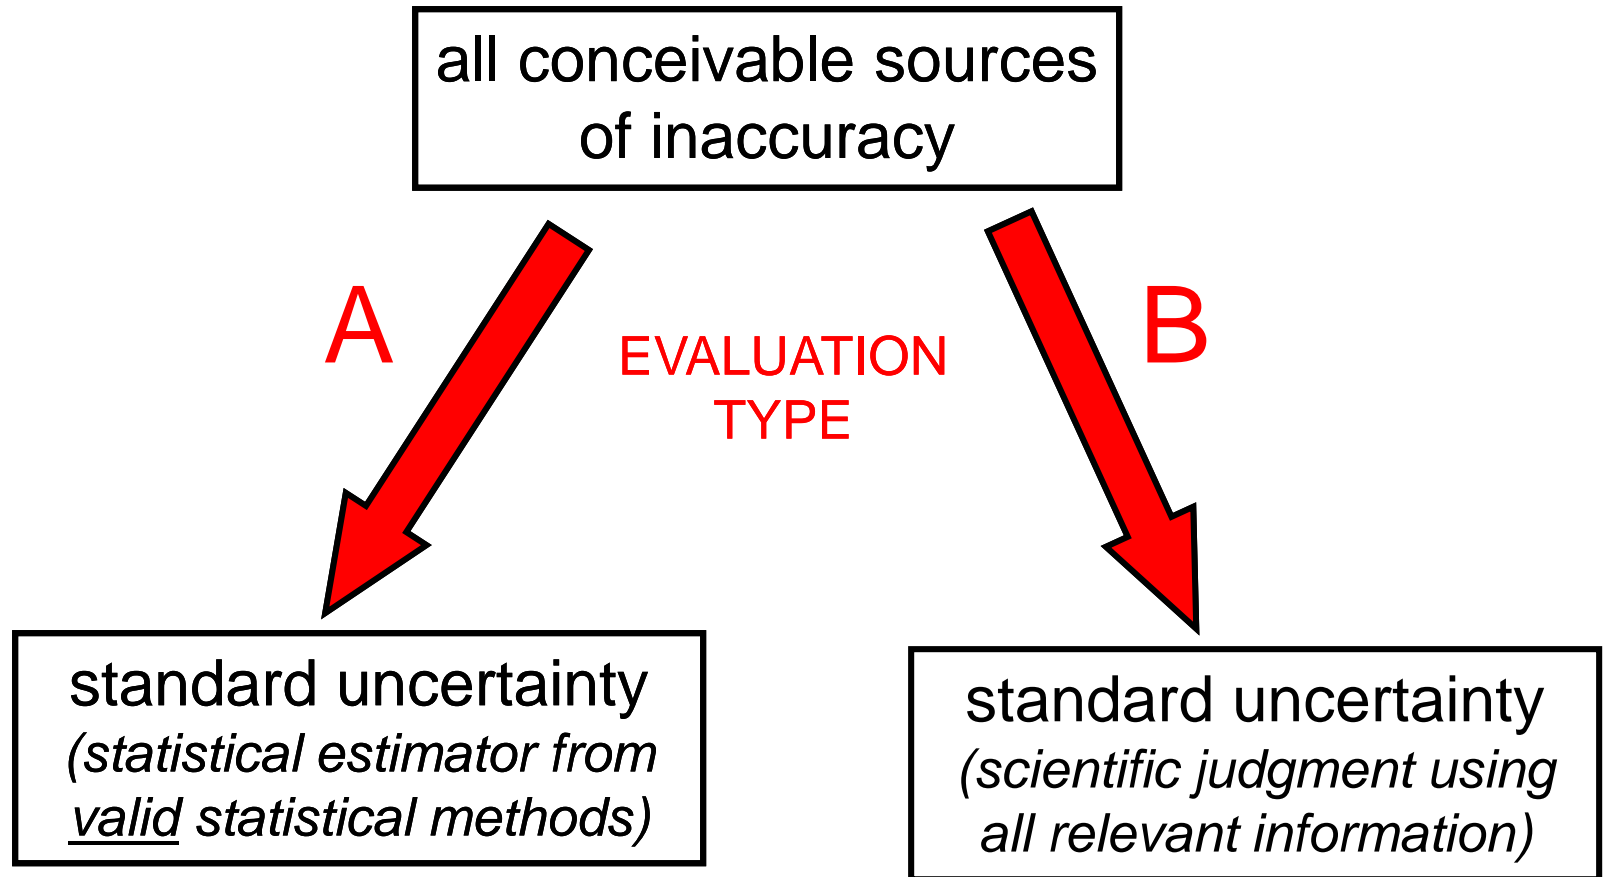 all conceivable sources
of inaccuracy
A
B
EVALUATION
TYPE
standard uncertainty
(statistical estimator from
valid statistical methods)
standard uncertainty
(scientific judgment using
all relevant information)